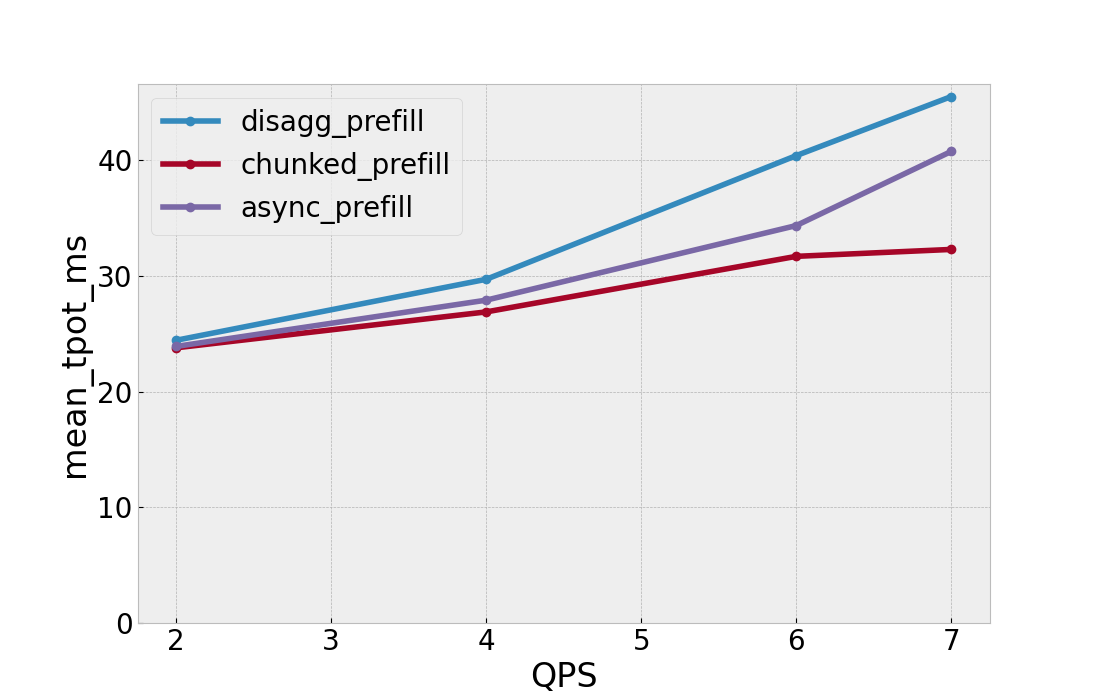 disagg_prefill
chunked_prefill
async_prefill
mean_tpot_ms
40
30
20
10
0
2 3 4 5 6 7
QPS